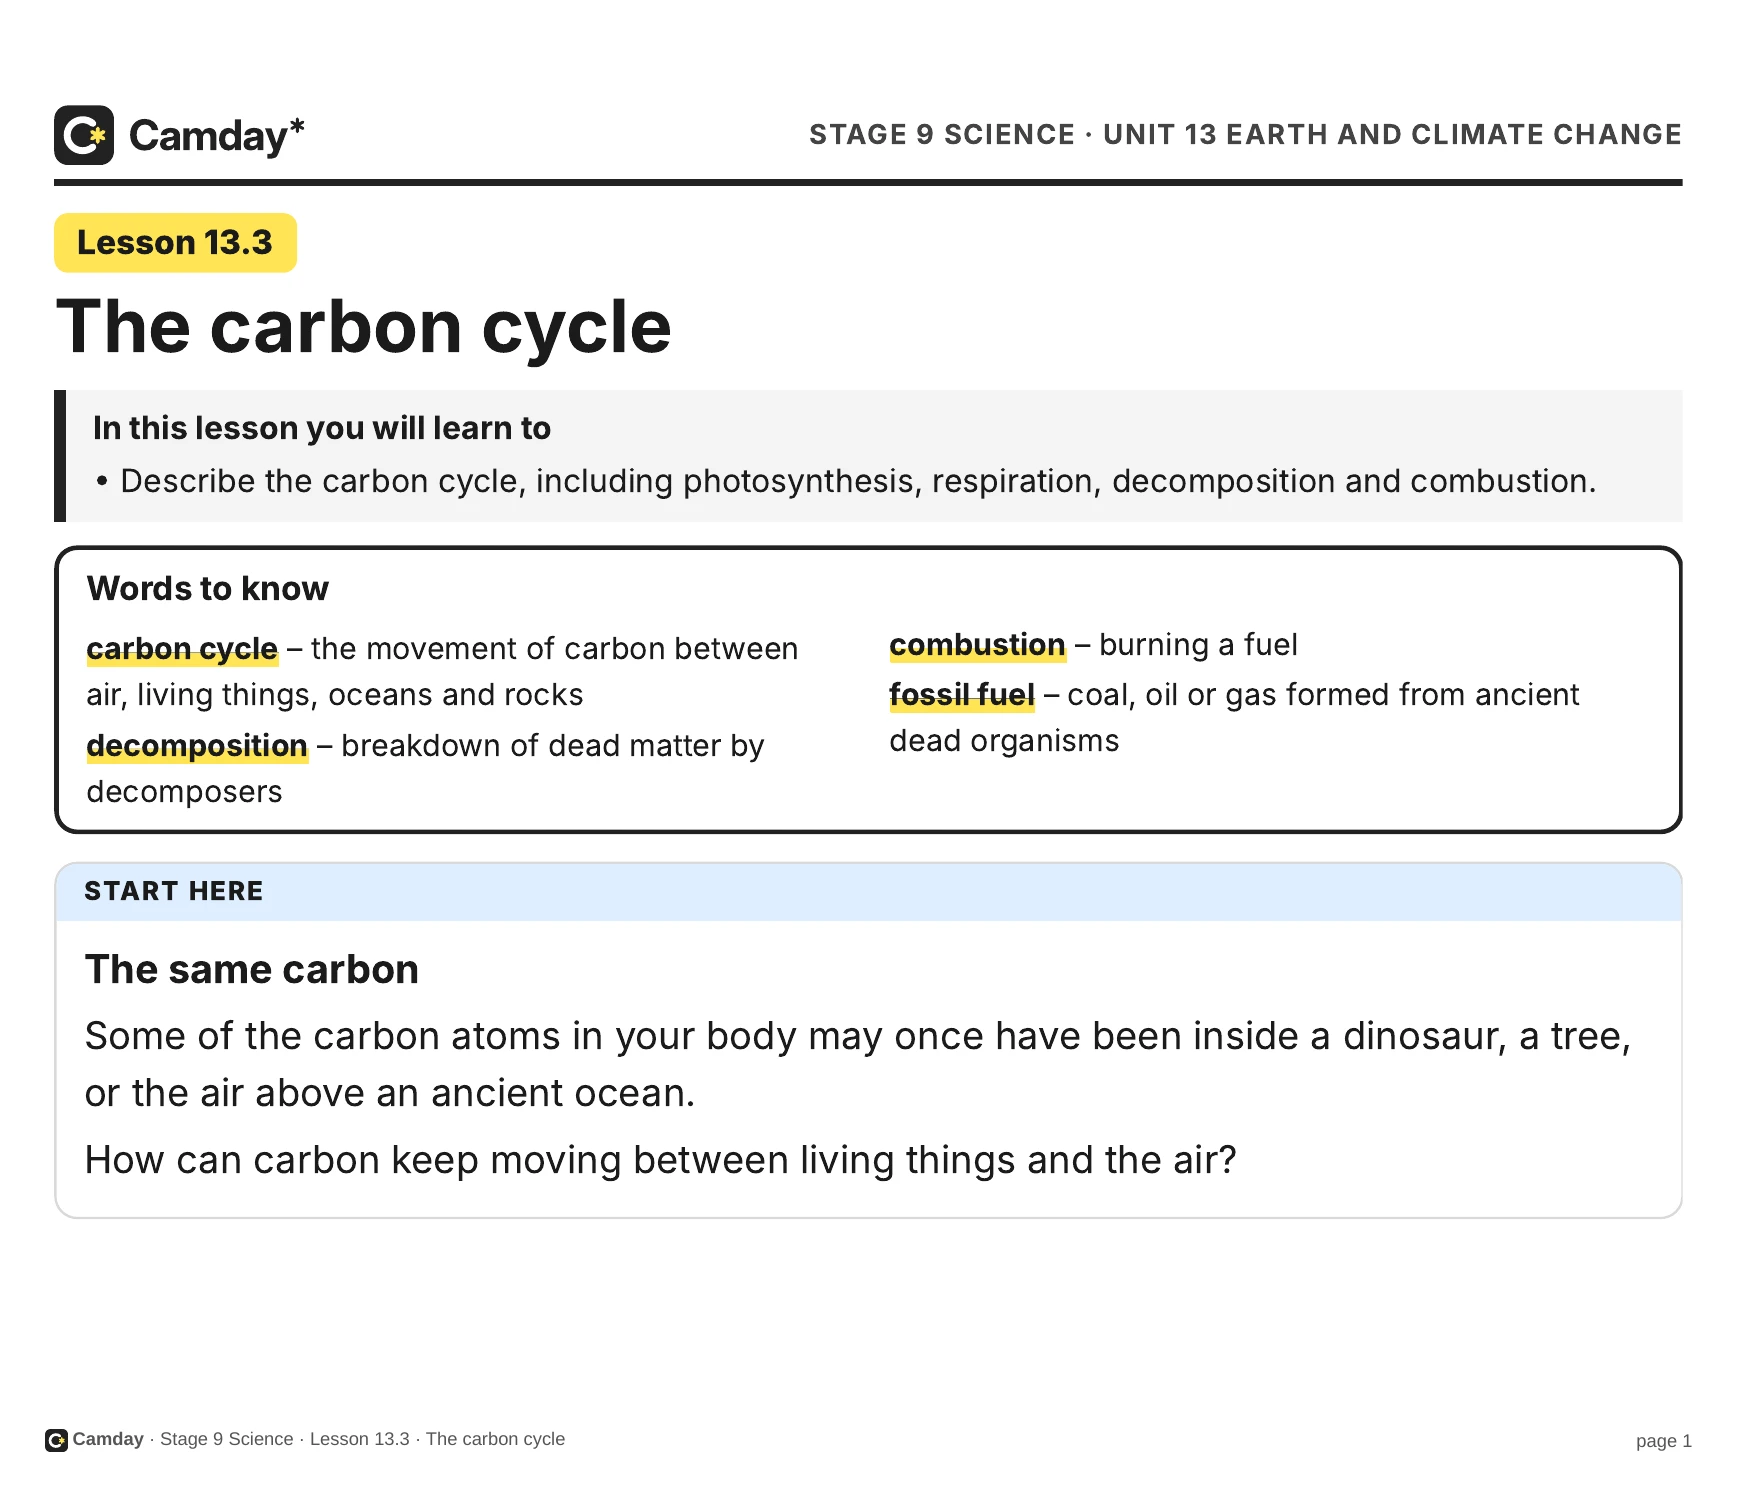 Camday*
STAGE 9 SCIENCE · UNIT 13 EARTH AND CLIMATE CHANGE
Lesson 13.3
The carbon cycle
In this lesson you will learn to
• Describe the carbon cycle, including photosynthesis, respiration, decomposition and combustion.
Words to know
carbon cycle – the movement of carbon between
air, living things, oceans and rocks
decomposition – breakdown of dead matter by
decomposers
combustion – burning a fuel
fossil fuel – coal, oil or gas formed from ancient
dead organisms
START HERE
The same carbon
Some of the carbon atoms in your body may once have been inside a dinosaur, a tree,
or the air above an ancient ocean.
How can carbon keep moving between living things and the air?
Camday · Stage 9 Science · Lesson 13.3 · The carbon cycle
page 1